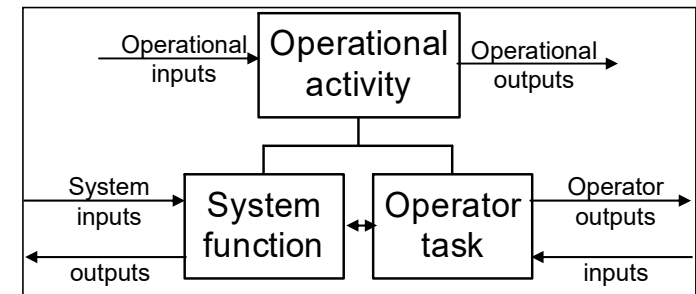 Operational
inputs
Operational
activity
Operational
outputs
System
inputs
outputs
System
function
Operator
task
Operator
outputs
inputs